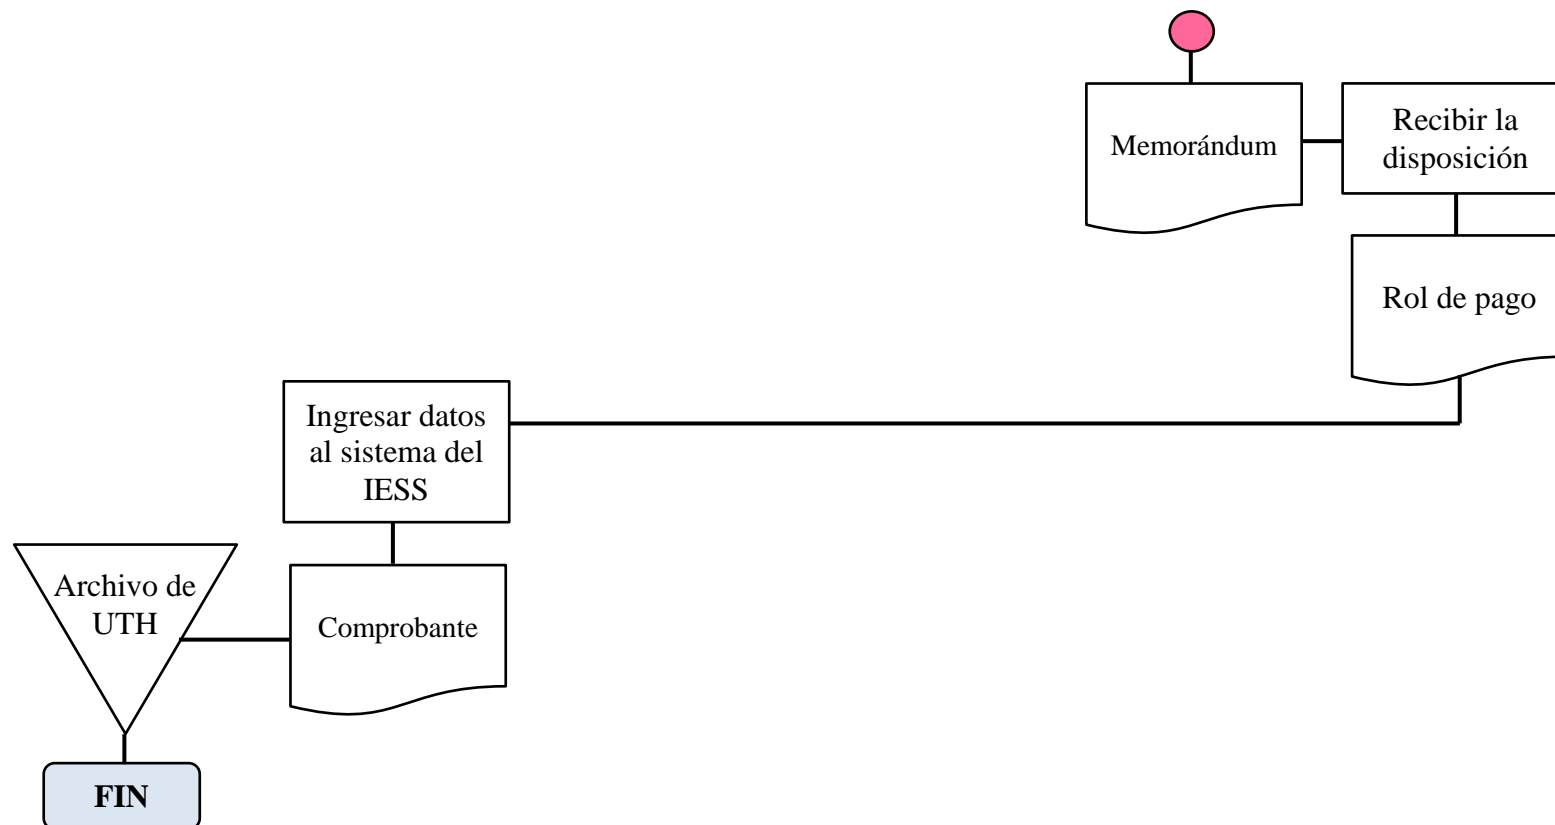 Memorándum
Recibir la
disposición
Rol de pago
Ingresar datos
al sistema del
IESS
Archivo de
UTH
Comprobante
FIN